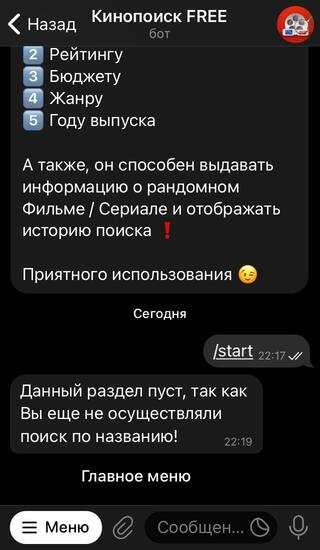 Назад
Кинопоиск FREE
бот
2 Рейтингу
3 Бюджету
4 Жанру
5 Году выпуска
А также, он способен выдавать
информацию о рандомном
Фильме / Сериале и отображать
историю поиска ❗
Приятного использования 😉
Сегодня
/start 22:17
Данный раздел пуст, так как
Вы еще не осуществляли
поиск по названию!
22:19
Главное меню
Меню
Сообщен...